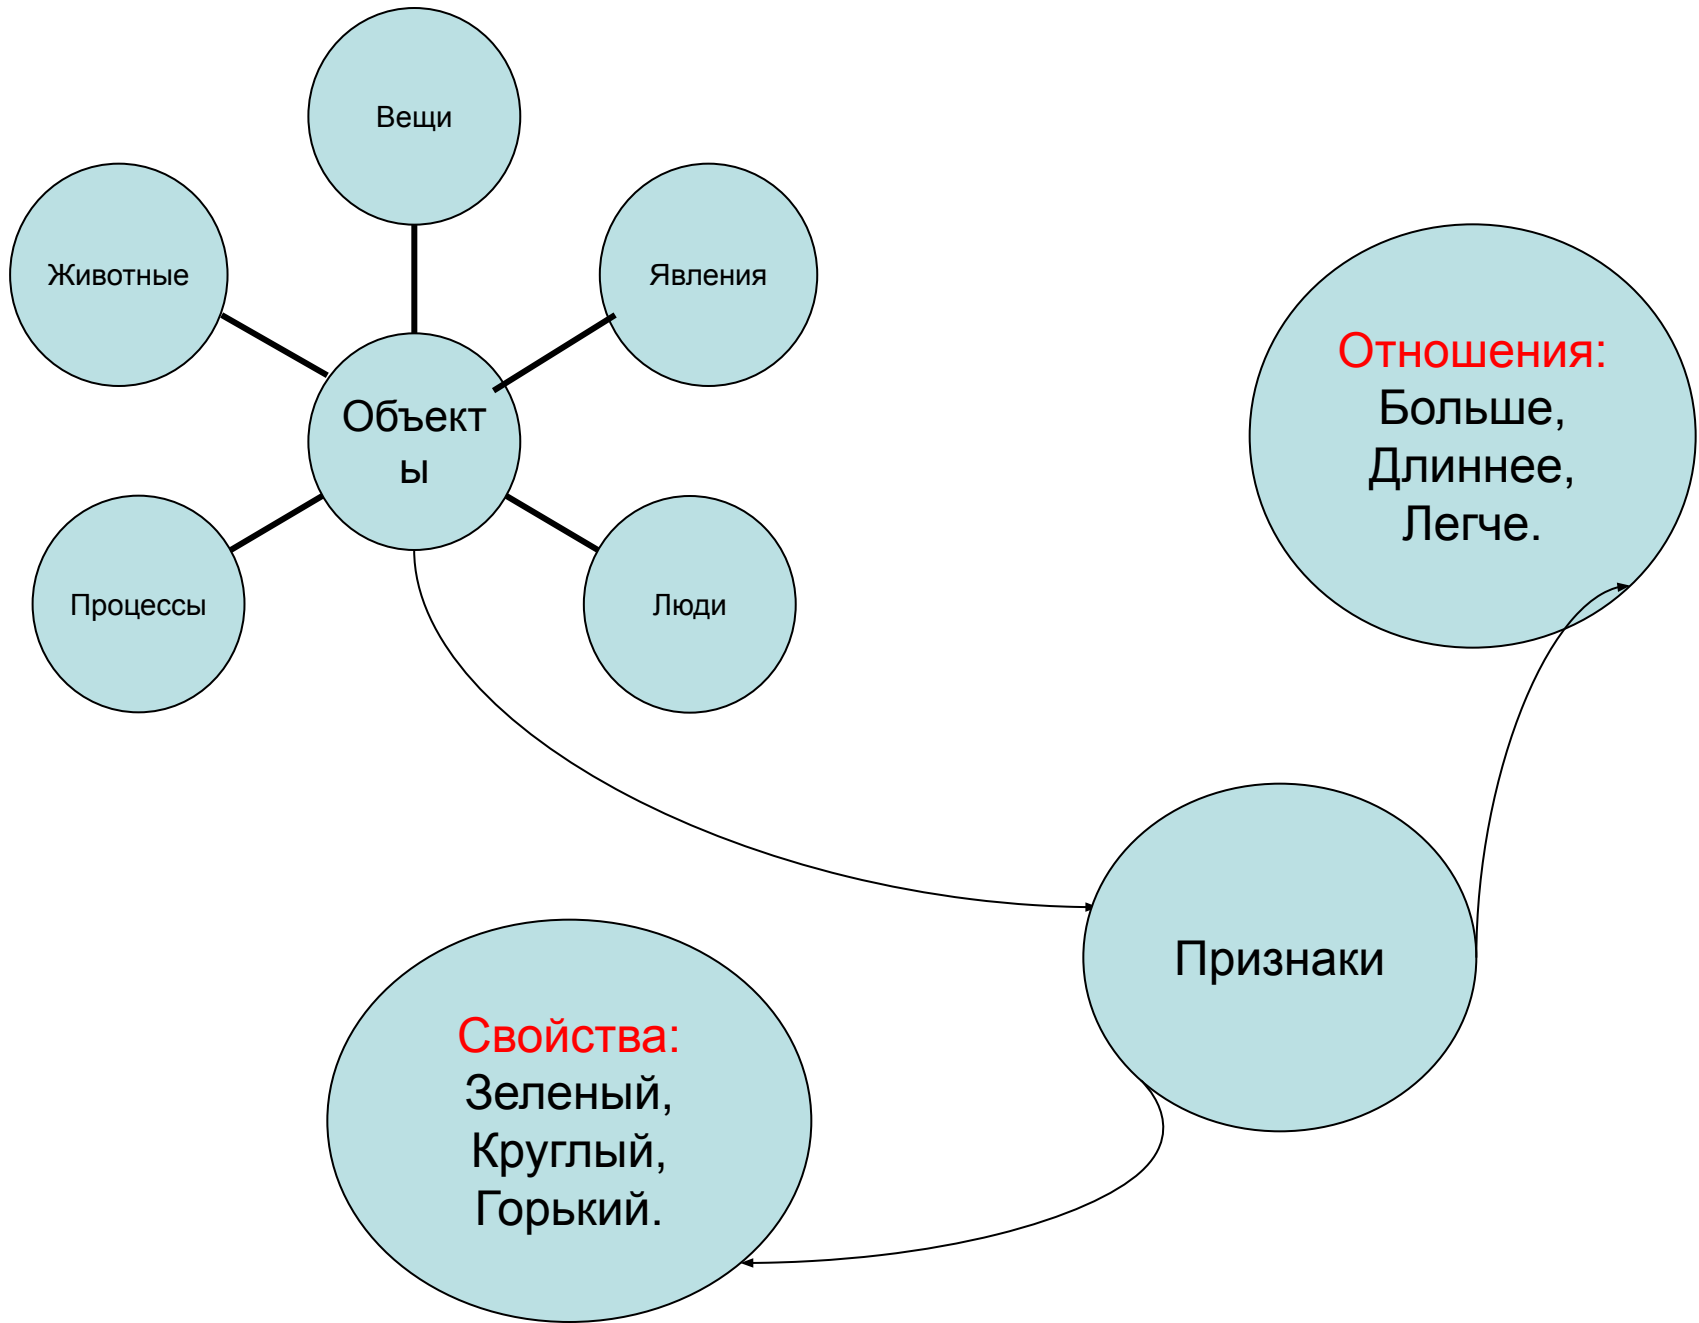 Вещи
Животные
Явления
Объект
ы
Процессы
Люди
Отношения:
Больше,
Длиннее,
Легче.
Признаки
Свойства:
Зеленый,
Круглый,
Горький.